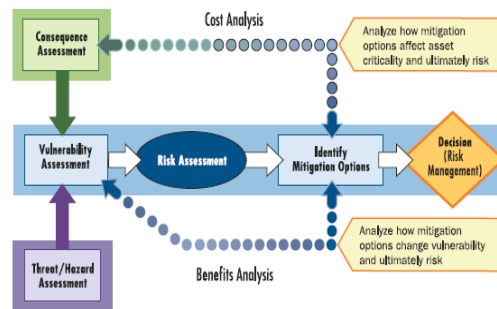 Cost Analysis
Consequence
Assessment
Analyze how mitigation
options affect asset
criticality and ultimately risk
Vulnerability
Assessment
Risk Assessment
Identify
Mitigation Options
Decision
(Risk
Management)
Threat/Hazard
Assessment
Benefits Analysis
Analyze how mitigation
options change vulnerability
and ultimately risk